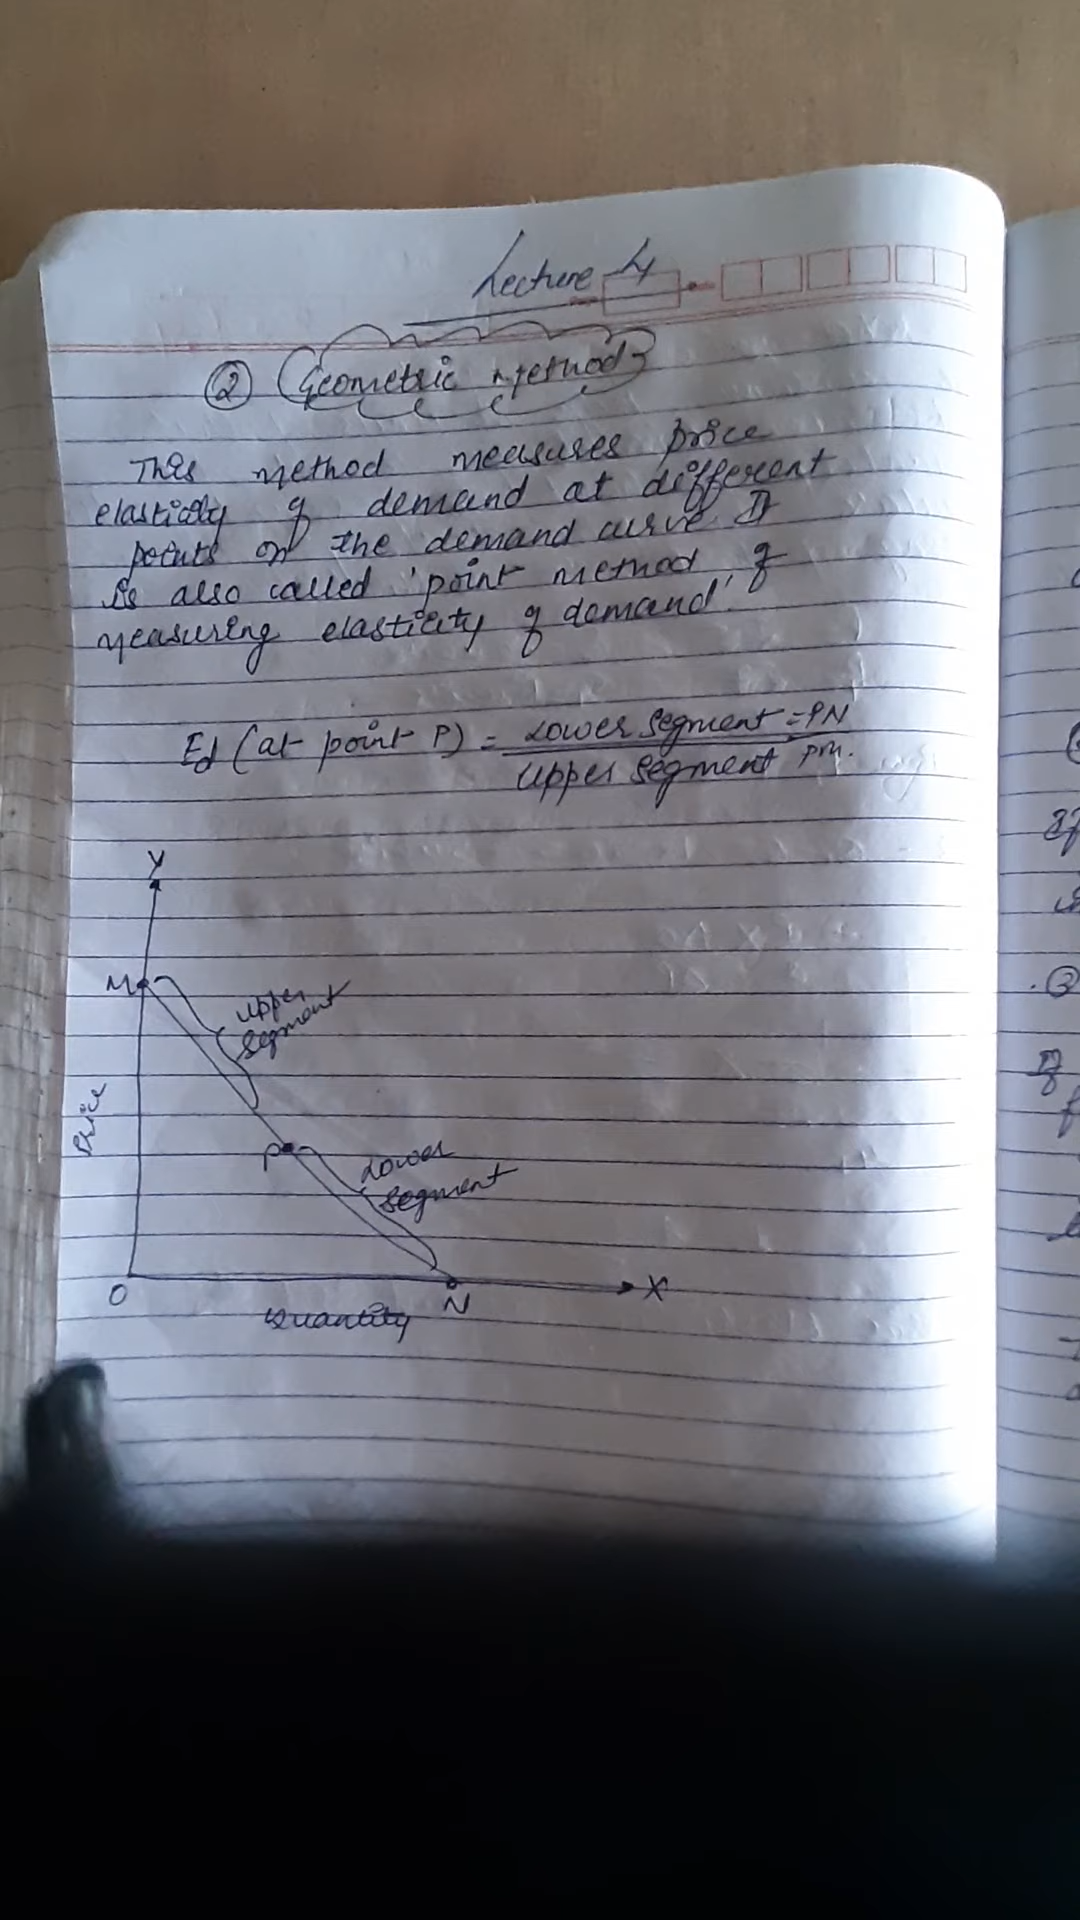 Lecture - 4
② Geometric method
This method measures price
elasticity of demand at different
points on the demand curve. It
is also called 'point method of
measuring elasticity of demand'.
Ed (at point P) = Lower Segment = PN
Upper Segment PM.
Y
M
Upper
Segment
Price
P
Lower
Segment
O
N
X
Quantity